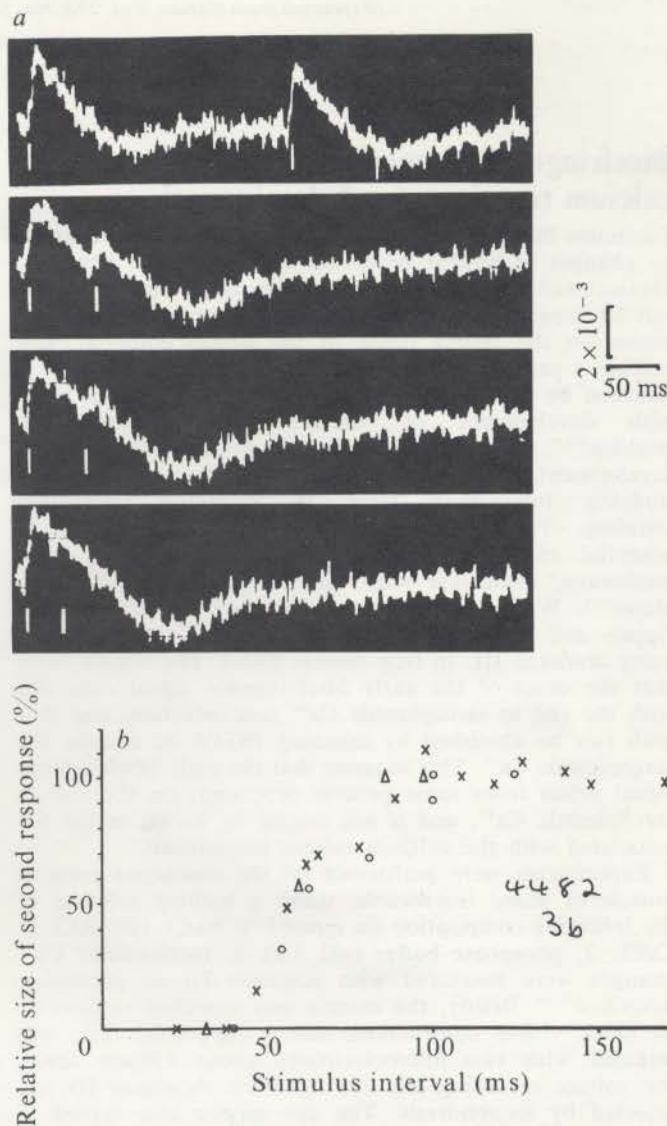 a
2 × 10⁻³
50 ms
b
Relative size of second response (%)
100
50
0
0 50 100 150
Stimulus interval (ms)
4482
36